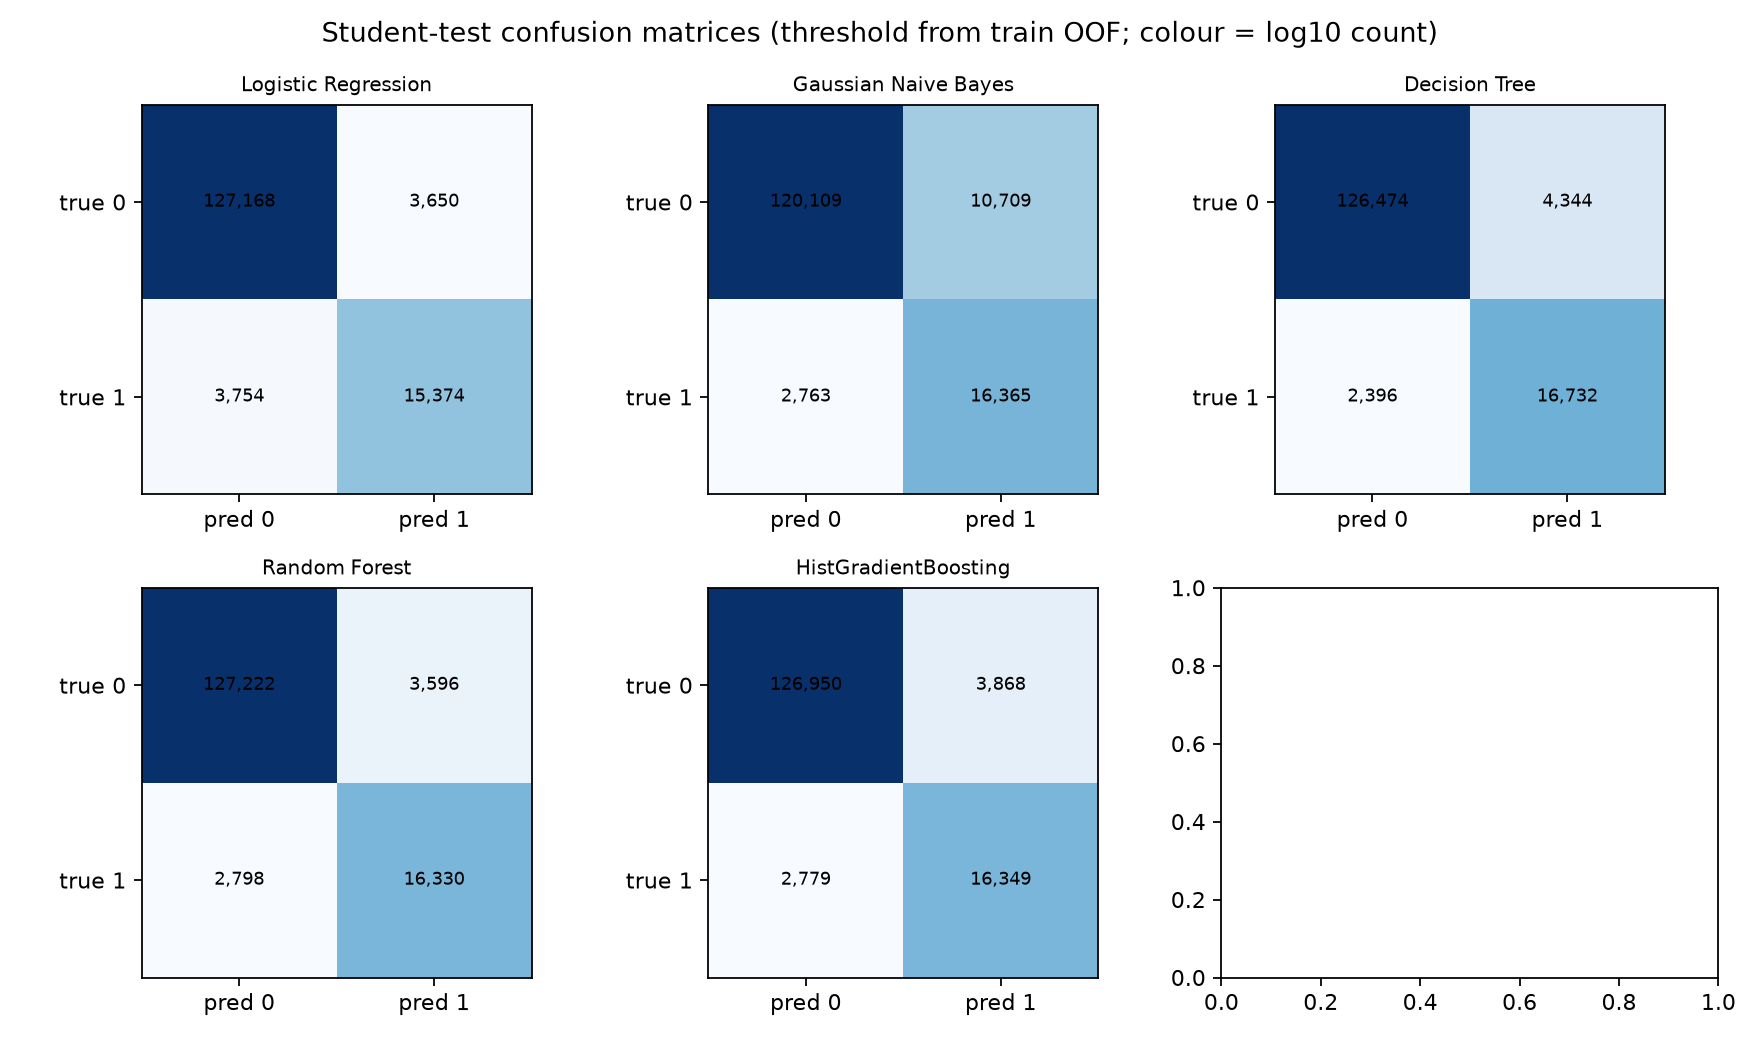 Student-test confusion matrices (threshold from train OOF; colour = log10 count)
Logistic Regression
true 0
127,168
3,650
true 1
3,754
15,374
pred 0
pred 1
Gaussian Naive Bayes
true 0
120,109
10,709
true 1
2,763
16,365
pred 0
pred 1
Decision Tree
true 0
126,474
4,344
true 1
2,396
16,732
pred 0
pred 1
Random Forest
true 0
127,222
3,596
true 1
2,798
16,330
pred 0
pred 1
HistGradientBoosting
true 0
126,950
3,868
true 1
2,779
16,349
pred 0
pred 1
1.0
0.8
0.6
0.4
0.2
0.0
0.0 0.2 0.4 0.6 0.8 1.0